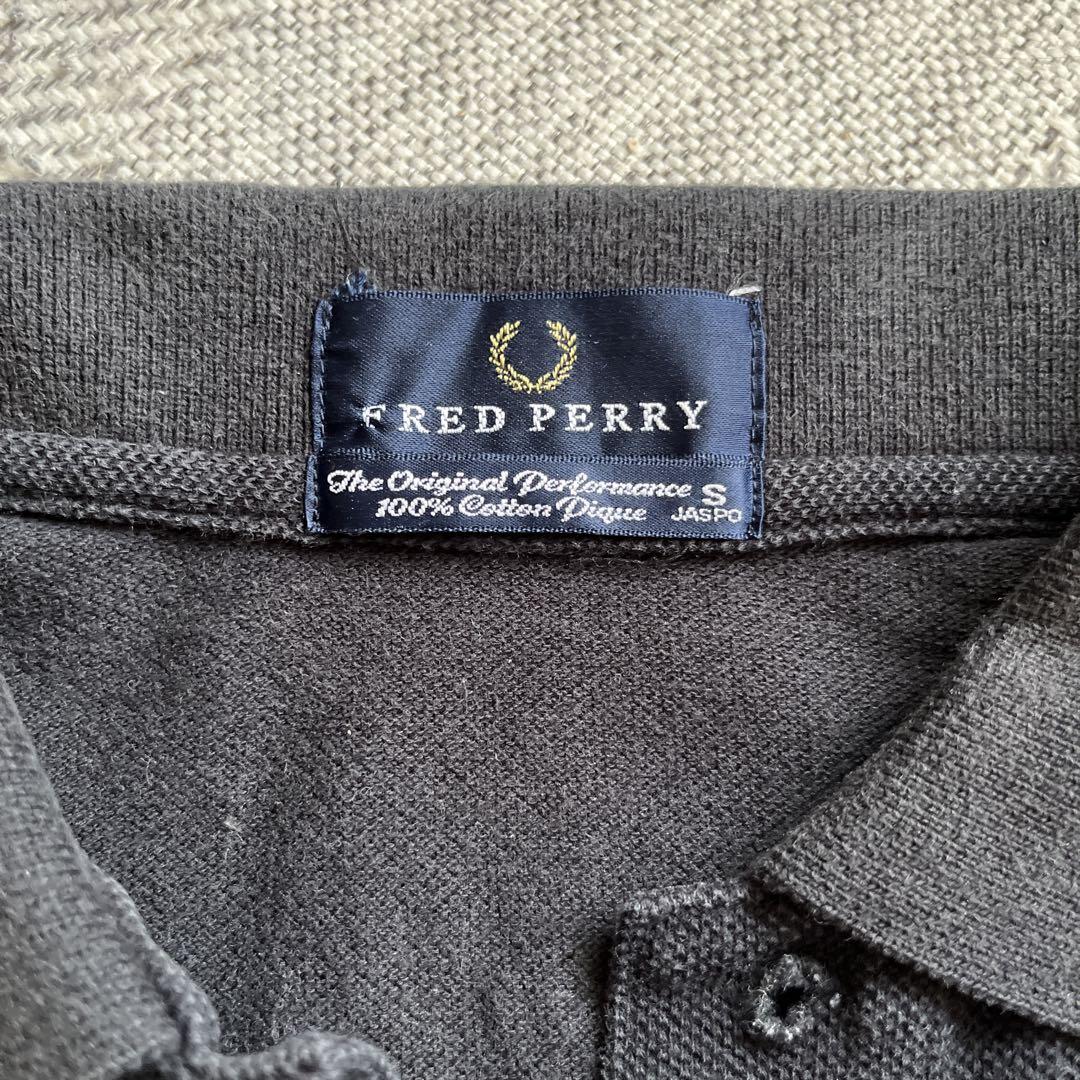 FRED PERRY
The Original Performance S
100% Cotton Pique JASPO